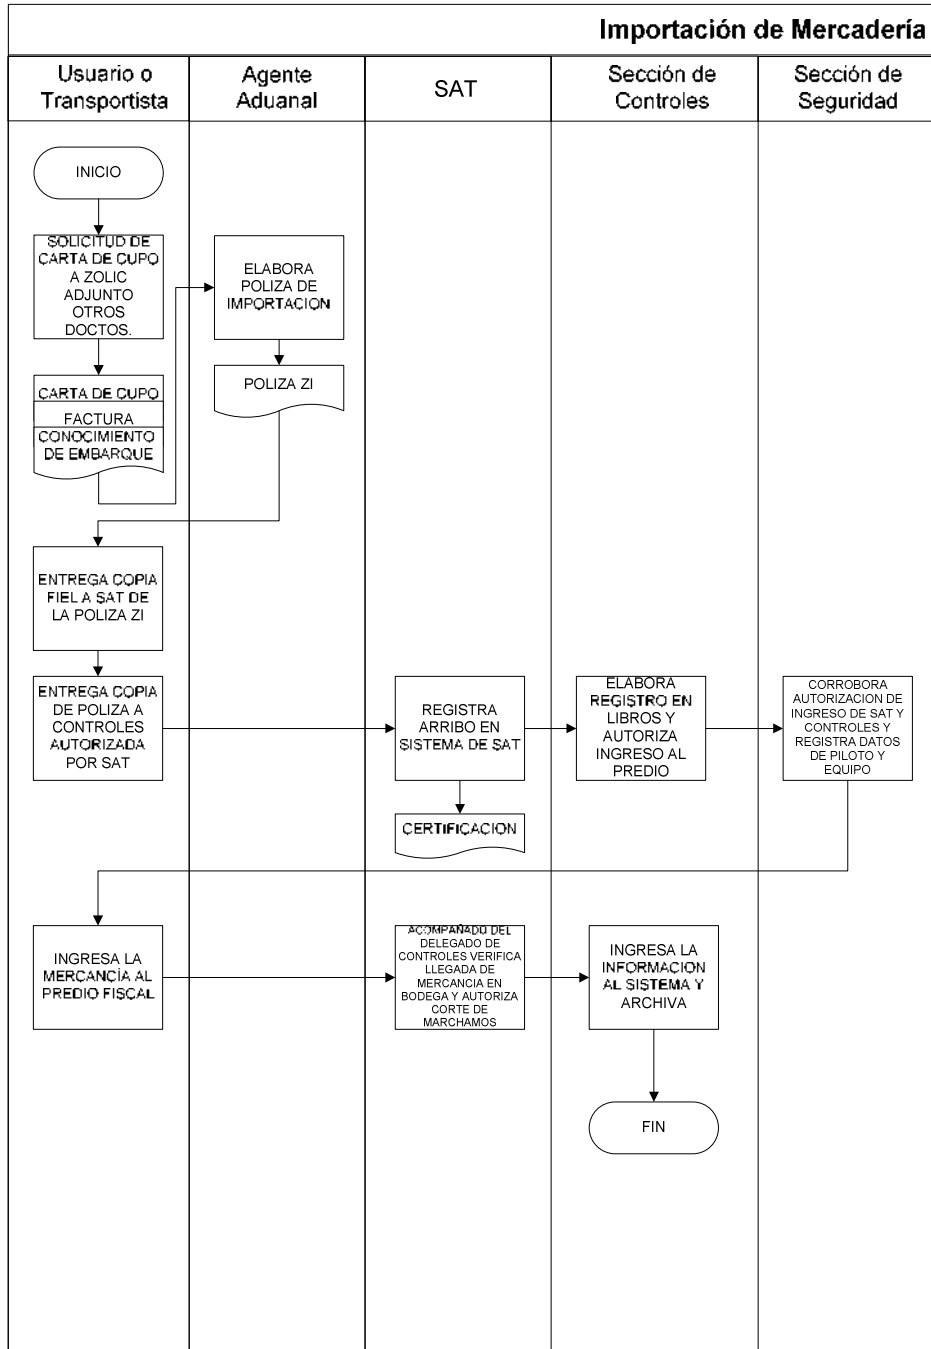 Importación de Mercadería
Usuario o
Transportista
Agente
Aduanal
SAT
Sección de
Controles
Sección de
Seguridad
INICIO
SOLICITUD DE
CARTA DE CUPO
A ZOLIC
ADJUNTO
OTROS
DOCTOS.
ELABORA
POLIZA DE
IMPORTACION
CARTA DE CUPO
FACTURA
CONOCIMIENTO
DE EMBARQUE
POLIZA ZI
ENTREGA COPIA
FIEL A SAT DE
LA POLIZA ZI
ENTREGA COPIA
DE POLIZA A
CONTROLES
AUTORIZADA
POR SAT
REGISTRA
ARRIBO EN
SISTEMA DE SAT
ELABORA
REGISTRO EN
LIBROS Y
AUTORIZA
INGRESO AL
PREDIO
CORROBORA
AUTORIZACION DE
INGRESO DE SAT Y
CONTROLES Y
REGISTRA DATOS
DE PILOTO Y
EQUIPO
CERTIFICACION
INGRESA LA
MERCANCÍA AL
PREDIO FISCAL
ACOMPAÑADO DEL
DELEGADO DE
CONTROLES VERIFICA
LLEGADA DE
MERCANCIA EN
BODEGA Y AUTORIZA
CORTE DE
MARCHAMOS
INGRESA LA
INFORMACION
AL SISTEMA Y
ARCHIVA
FIN